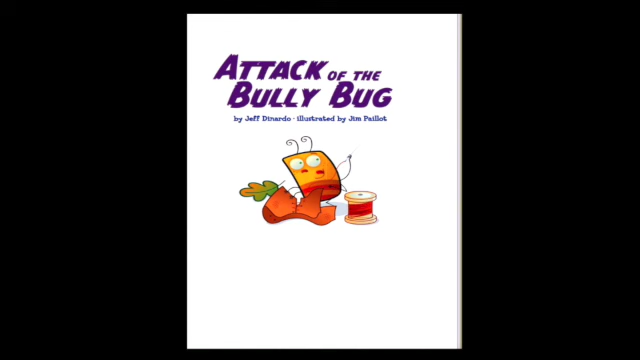 ATTACK OF THE
BULLY BUG
by Jeff Dinardo · illustrated by Jim Paillot